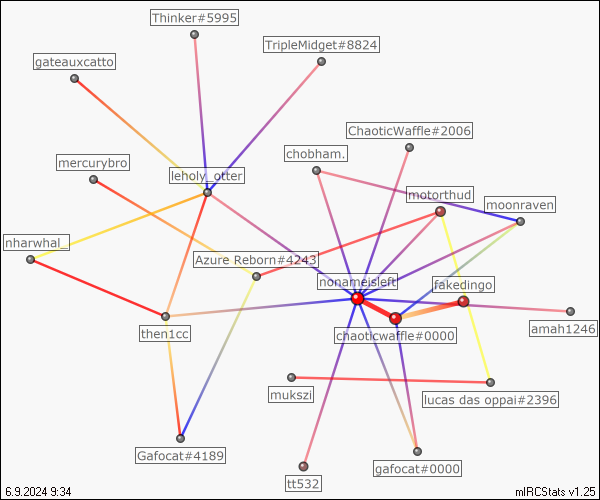 Thinker#5995
TripleMidget#8824
gateauxcatto
ChaoticWaffle#2006
chobham.
mercurybro
leholy_otter
motorthud
moonraven
nharwhal_
Azure Reborn#4243
nonameisleft
fakedingo
then1cc
chaoticwaffle#0000
amah1246
mukszi
lucas das oppai#2396
Gafocat#4189
gafocat#0000
tt532
6.9.2024 9:34
mIRCStats v1.25